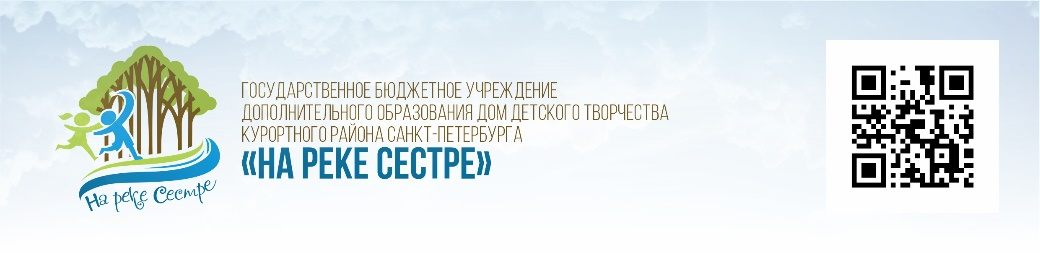 ГОСУДАРСТВЕННОЕ БЮДЖЕТНОЕ УЧРЕЖДЕНИЕ
ДОПОЛНИТЕЛЬНОГО ОБРАЗОВАНИЯ ДОМ ДЕТСКОГО ТВОРЧЕСТВА
КУРОРТНОГО РАЙОНА САНКТ-ПЕТЕРБУРГА
«НА РЕКЕ СЕСТРЕ»
На реке Сестре